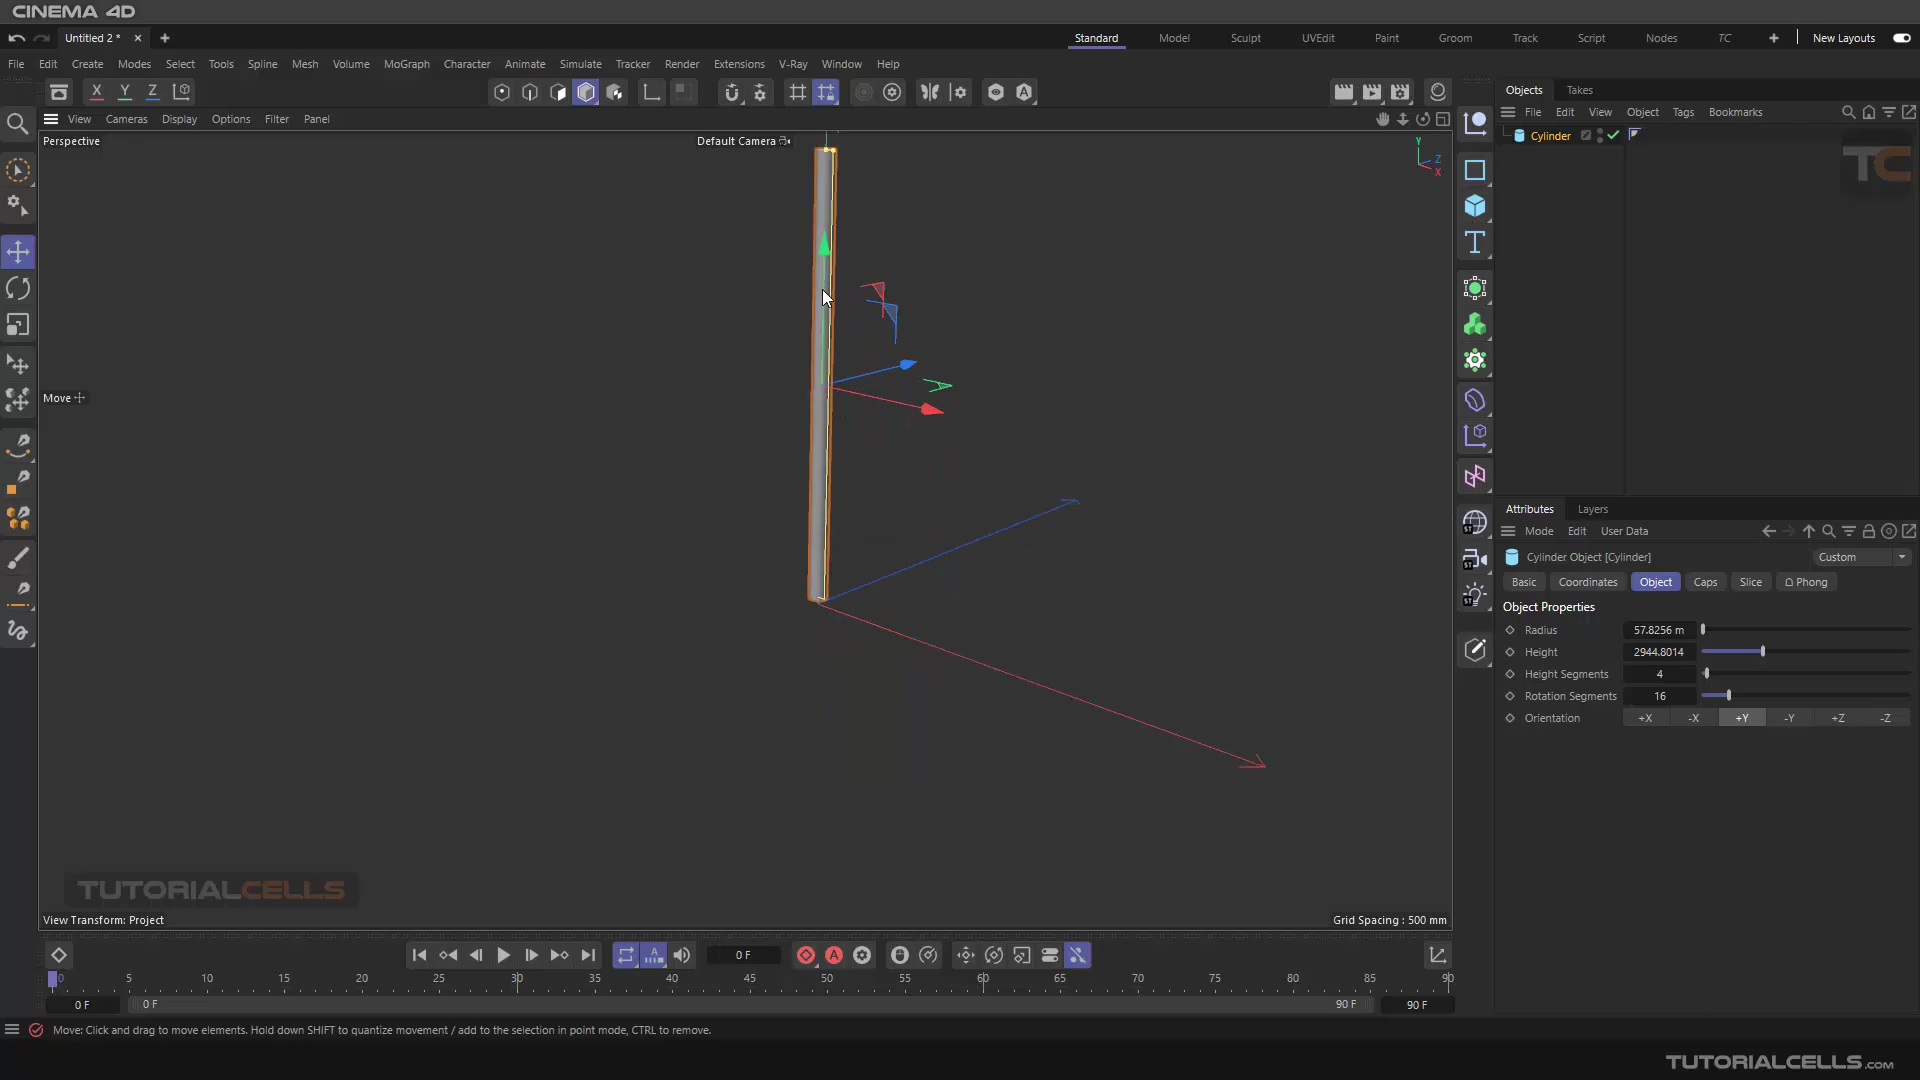 CINEMA 4D
Untitled 2 *
Standard
Model
Sculpt
UVEdit
Paint
Groom
Track
Script
Nodes
TC
New Layouts
File Edit Create Modes Select Tools Spline Mesh Volume MoGraph Character Animate Simulate Tracker Render Extensions V-Ray Window Help
X Y Z
Objects Takes
View Cameras Display Options Filter Panel
File Edit View Object Tags Bookmarks
Perspective
Default Camera
Y
Z
X
Cylinder
TC
Move
Attributes Layers
Mode Edit User Data
Cylinder Object [Cylinder]
Custom
Basic Coordinates Object Caps Slice Phong
Object Properties
Radius 57.8256 m
Height 2944.8014
Height Segments 4
Rotation Segments 16
Orientation +X -X +Y -Y +Z -Z
TUTORIALCELLS
View Transform: Project
Grid Spacing : 500 mm
0 F
0 5 10 15 20 25 30 35 40 45 50 55 60 65 70 75 80 85 90
0 F
0 F
90 F
90 F
Move: Click and drag to move elements. Hold down SHIFT to quantize movement / add to the selection in point mode, CTRL to remove.
TUTORIALCELLS.com